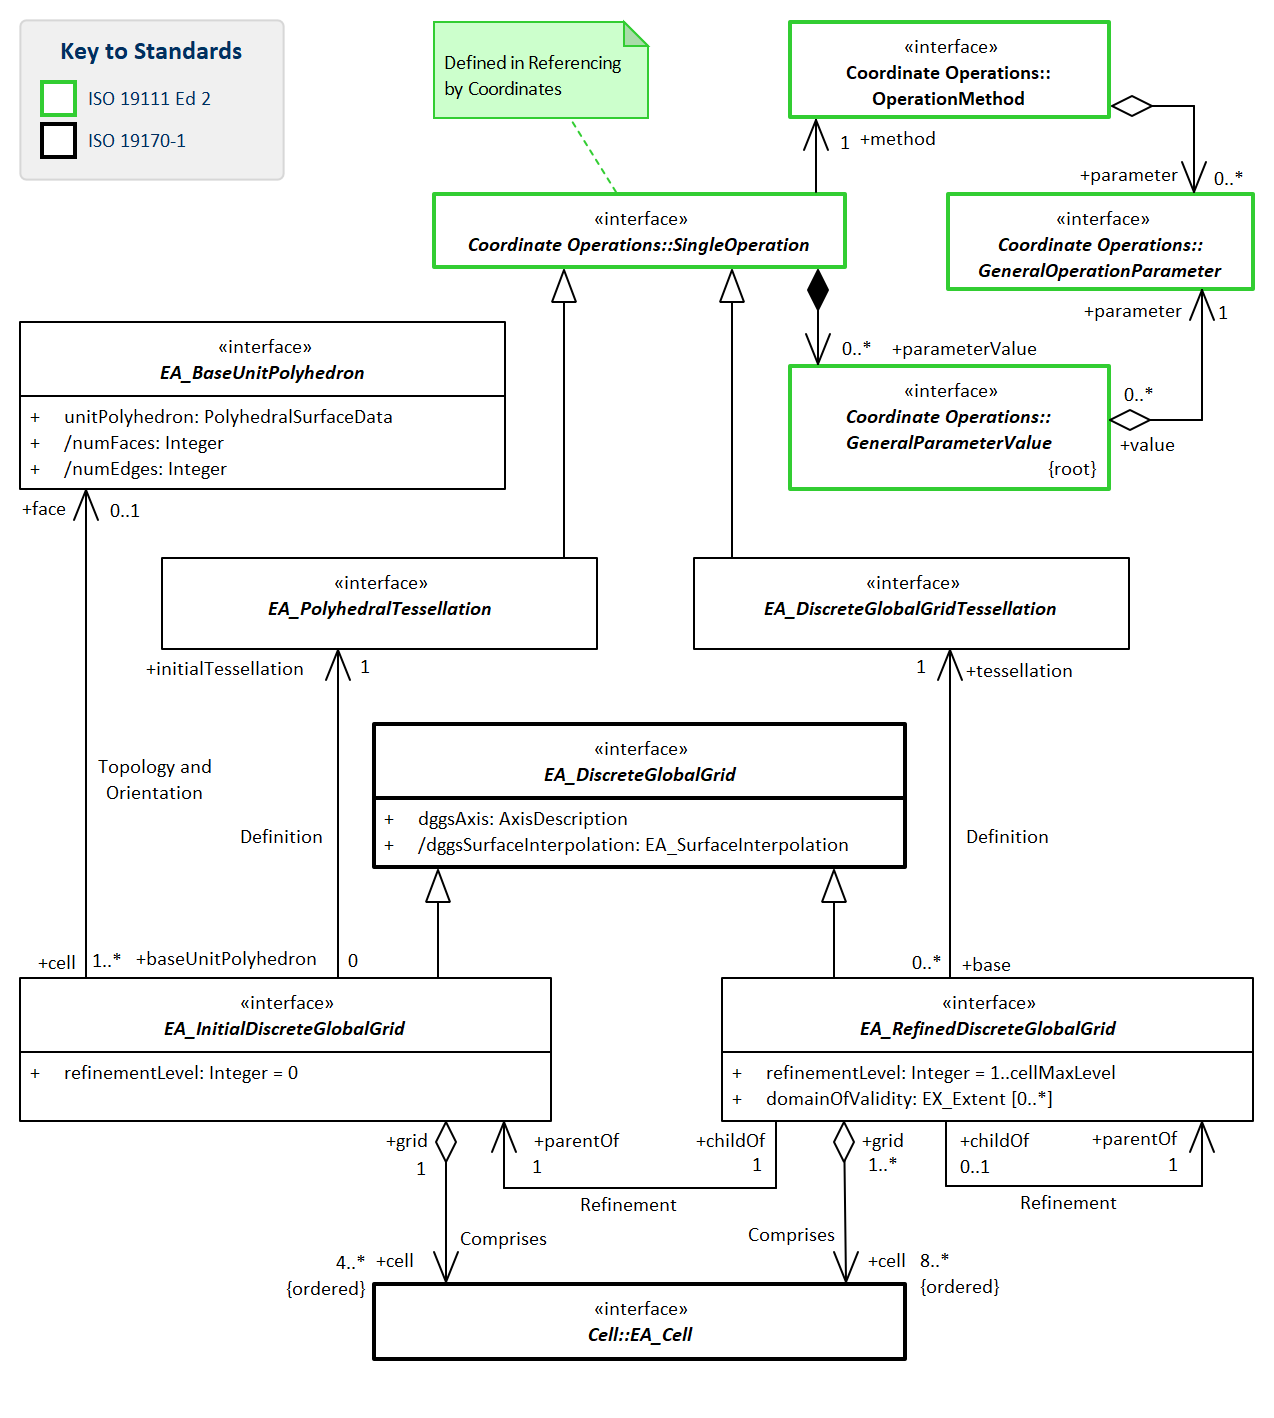 Key to Standards
ISO 19111 Ed 2
ISO 19170-1
Defined in Referencing
by Coordinates
«interface»
Coordinate Operations::
OperationMethod
1 +method
+parameter 0..*
«interface»
Coordinate Operations::SingleOperation
«interface»
Coordinate Operations::
GeneralOperationParameter
+parameter 1
0..* +parameterValue
«interface»
Coordinate Operations::
GeneralParameterValue
{root}
0..*
+value
«interface»
EA_BaseUnitPolyhedron
+ unitPolyhedron: PolyhedralSurfaceData
+ /numFaces: Integer
+ /numEdges: Integer
+face 0..1
«interface»
EA_PolyhedralTessellation
«interface»
EA_DiscreteGlobalGridTessellation
+initialTessellation 1
1 +tessellation
«interface»
EA_DiscreteGlobalGrid
+ dggsAxis: AxisDescription
+ /dggsSurfaceInterpolation: EA_SurfaceInterpolation
Topology and
Orientation
Definition
Definition
+cell 1..* +baseUnitPolyhedron 0
0..* +base
«interface»
EA_InitialDiscreteGlobalGrid
+ refinementLevel: Integer = 0
«interface»
EA_RefinedDiscreteGlobalGrid
+ refinementLevel: Integer = 1..cellMaxLevel
+ domainOfValidity: EX_Extent [0..*]
+grid
1
+parentOf
1
+childOf
1
Refinement
+grid
1..*
+childOf
0..1
+parentOf
1
Refinement
Comprises
Comprises
4..* +cell
{ordered}
+cell 8..*
{ordered}
«interface»
Cell::EA_Cell